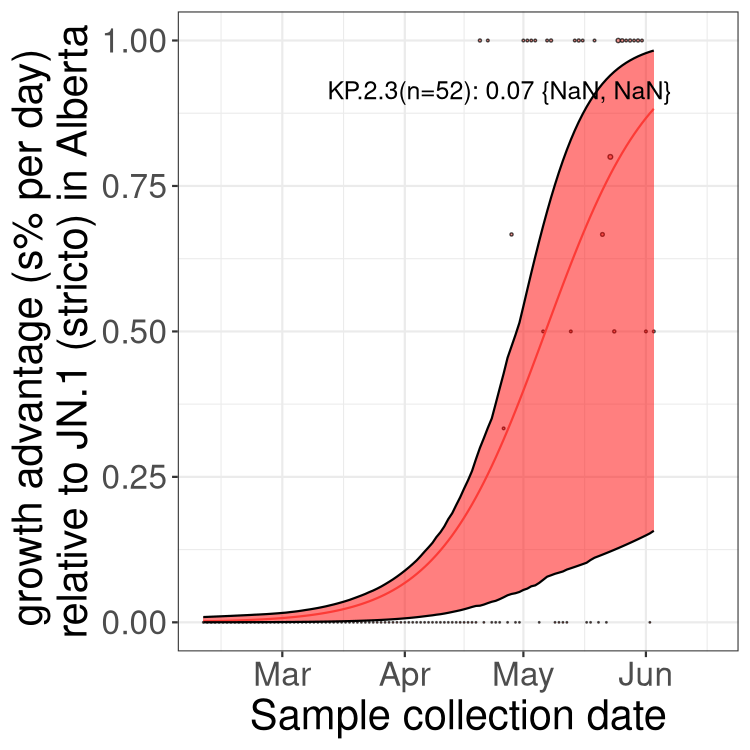 growth advantage (s% per day)
relative to JN.1 (stricto) in Alberta
1.00
0.75
0.50
0.25
0.00
KP.2.3(n=52): 0.07 {NaN, NaN}
Mar Apr May Jun
Sample collection date